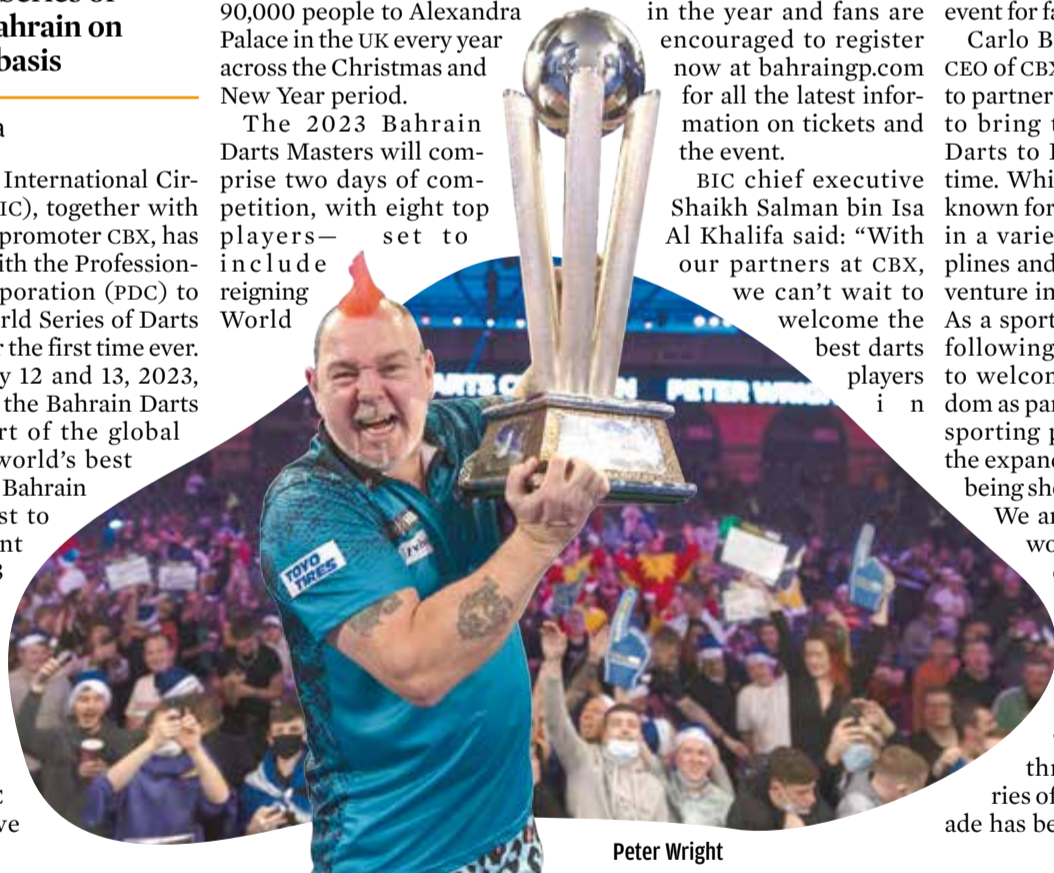 ahrain on
basis
International Cir-
IC), together with
promoter CBX, has
ith the Profession-
poration (PDC) to
rld Series of Darts
r the first time ever.
y 12 and 13, 2023,
the Bahrain Darts
rt of the global
world's best
Bahrain
st to
nt
90,000 people to Alexandra
Palace in the UK every year
across the Christmas and
New Year period.
The 2023 Bahrain
Darts Masters will com-
prise two days of com-
petition, with eight top
players— set to
include
reigning
World
in the year and fans are
encouraged to register
now at bahraingp.com
for all the latest infor-
mation on tickets and
the event.
BIC chief executive
Shaikh Salman bin Isa
Al Khalifa said: “With
our partners at CBX,
we can’t wait to
welcome the
best darts
players
in
event for fa
Carlo B
CEO of CBX
to partner
to bring t
Darts to
time. Whi
known for
in a varie
plines and
venture in
As a sport
following
to welcom
dom as par
sporting p
the expand
being sho
We ar
wo
thr
ries of
ade has be
PETER WRIGH
TOYO
TIRES
Peter Wright